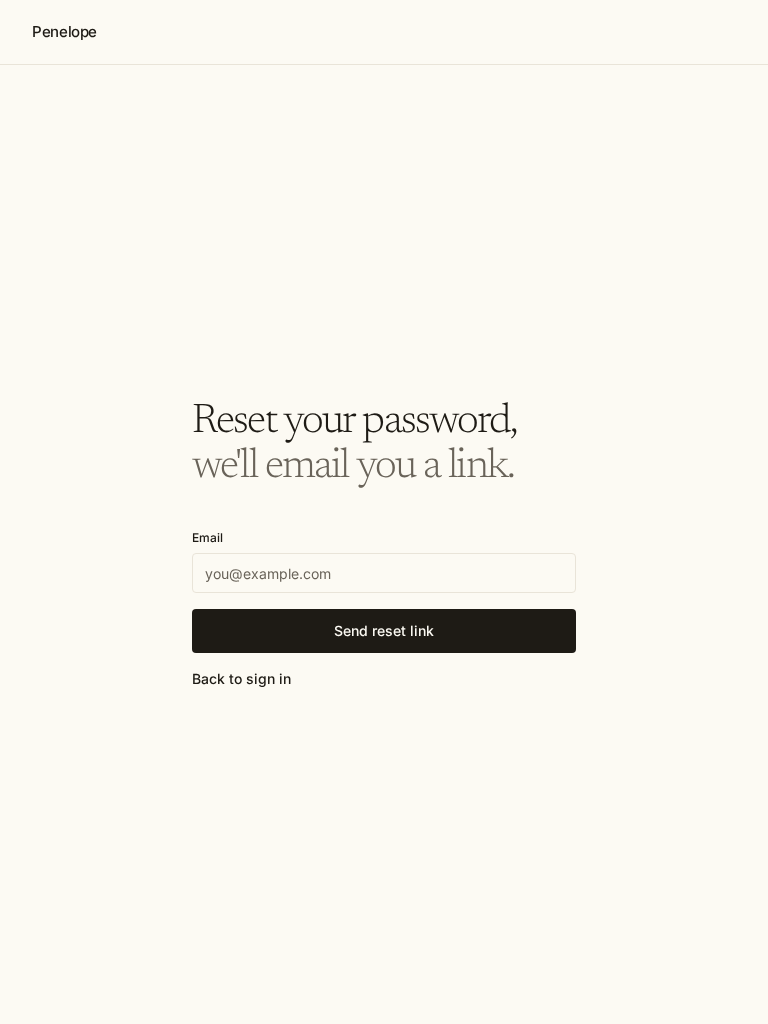 Penelope
Reset your password,
we'll email you a link.
Email
you@example.com
Send reset link
Back to sign in